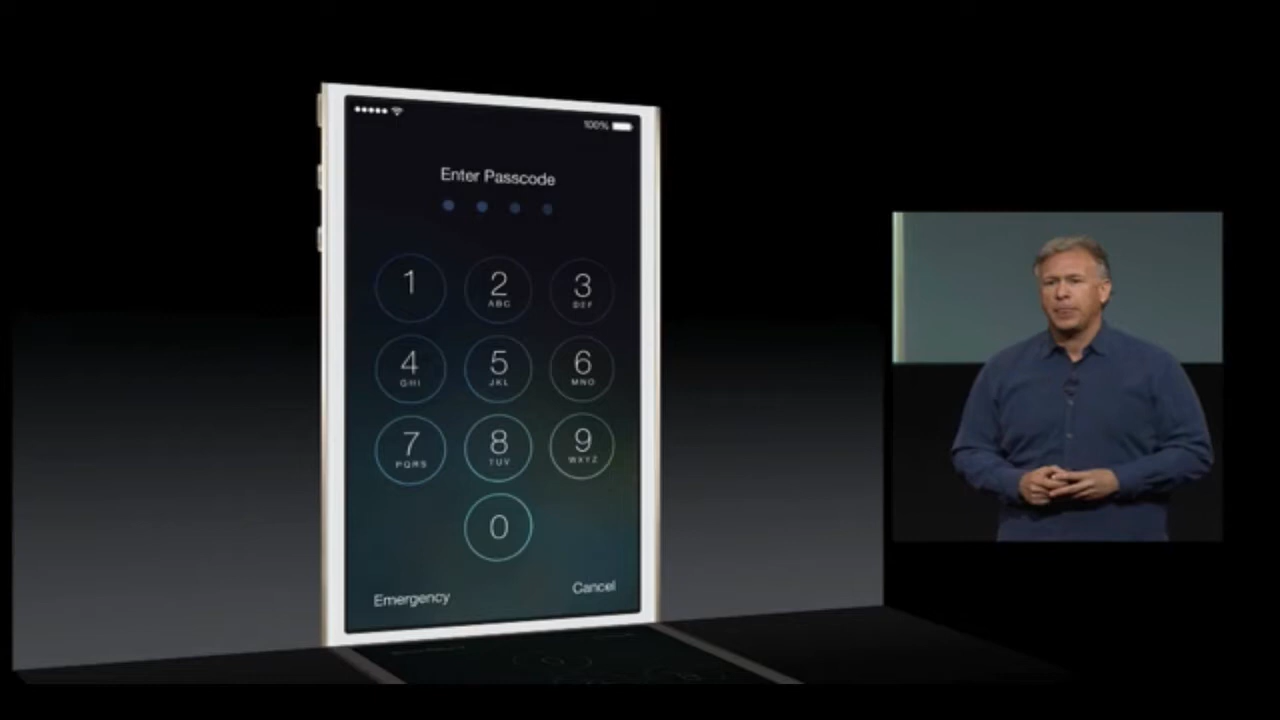 100%
Enter Passcode
1
2
ABC
3
DEF
4
GHI
5
JKL
6
MNO
7
PQRS
8
TUV
9
WXYZ
0
Emergency
Cancel